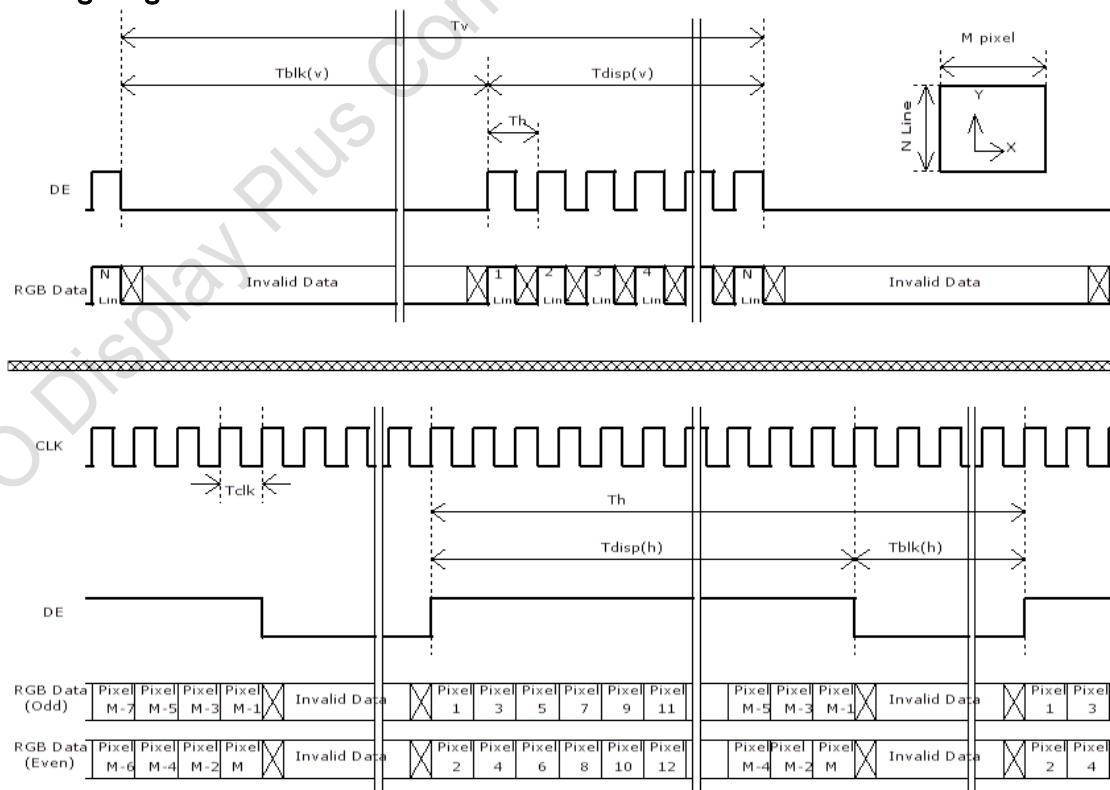 Tv
M pixel
Tblk(v)
Tdisp(v)
Th
N Line
Y
X
DE
N
1
2
3
4
N
RGB Data
Invalid Data
Invalid Data
Lin
Lin
Lin
Lin
Lin
Lin
O Display Plus Con
CLK
Tclk
Th
Tdisp(h)
Tblk(h)
DE
RGB Data
(Odd)
Pixel M-7 Pixel M-5 Pixel M-3 Pixel M-1 Invalid Data Pixel 1 Pixel 3 Pixel 5 Pixel 7 Pixel 9 Pixel 11 Pixel M-5 Pixel M-3 Pixel M-1 Invalid Data Pixel 1 Pixel 3
RGB Data
(Even)
Pixel M-6 Pixel M-4 Pixel M-2 Pixel M Invalid Data Pixel 2 Pixel 4 Pixel 6 Pixel 8 Pixel 10 Pixel 12 Pixel M-4 Pixel M-2 Pixel M Invalid Data Pixel 2 Pixel 4